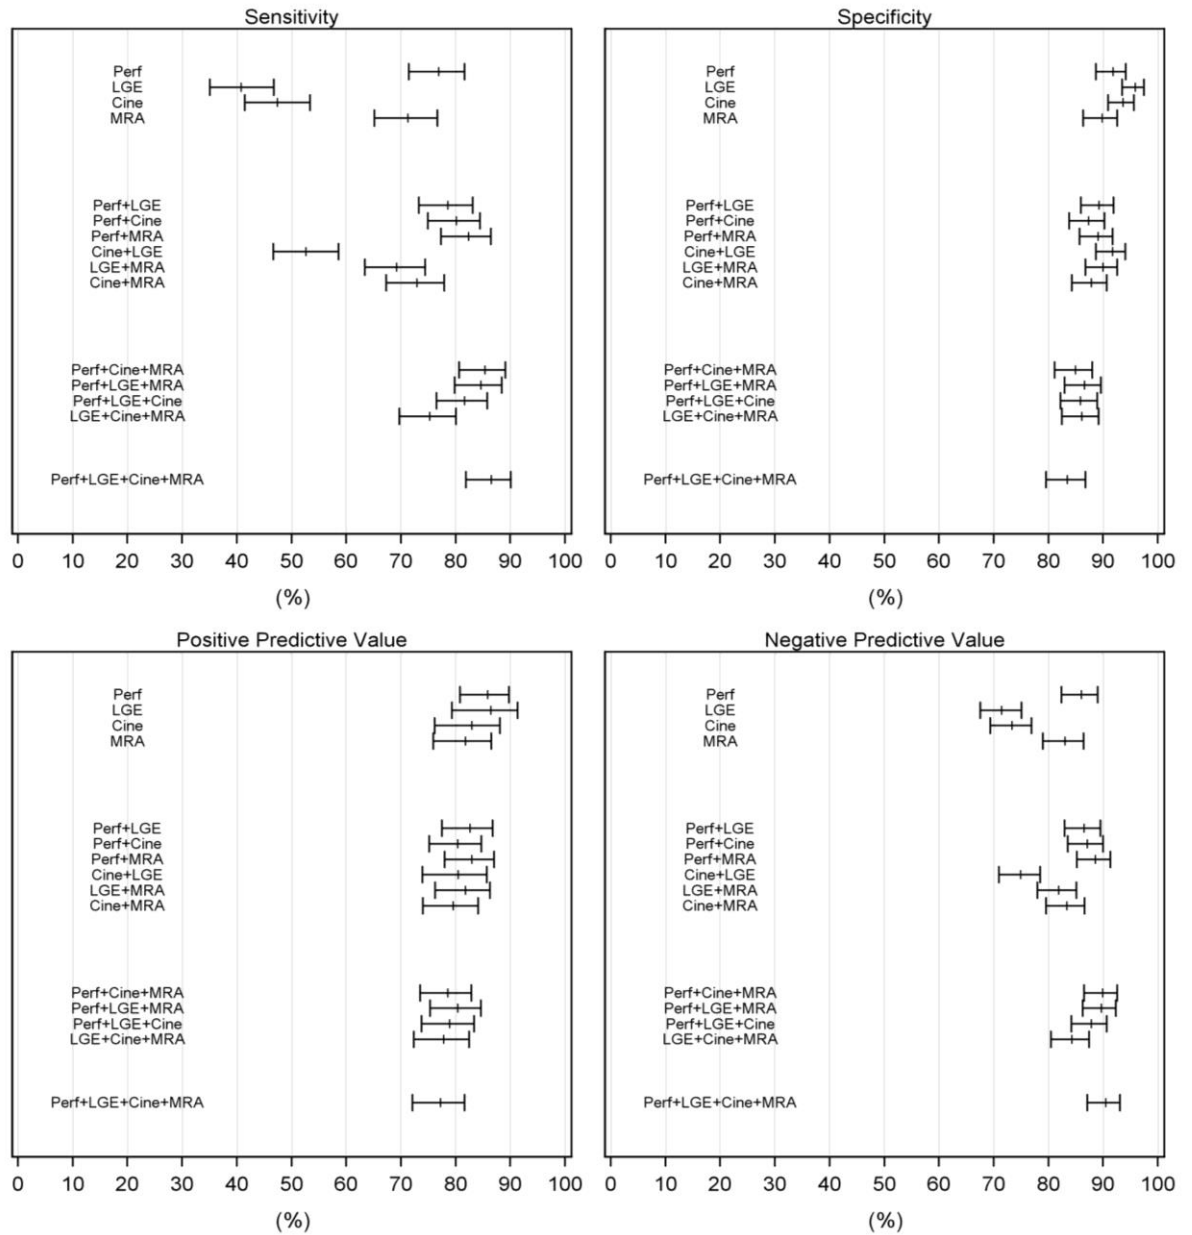 Sensitivity
Perf
LGE
Cine
MRA
Perf+LGE
Perf+Cine
Perf+MRA
Cine+LGE
LGE+MRA
Cine+MRA
Perf+Cine+MRA
Perf+LGE+MRA
Perf+LGE+Cine
LGE+Cine+MRA
Perf+LGE+Cine+MRA
0 10 20 30 40 50 60 70 80 90 100
(%)
Specificity
Perf
LGE
Cine
MRA
Perf+LGE
Perf+Cine
Perf+MRA
Cine+LGE
LGE+MRA
Cine+MRA
Perf+Cine+MRA
Perf+LGE+MRA
Perf+LGE+Cine
LGE+Cine+MRA
Perf+LGE+Cine+MRA
0 10 20 30 40 50 60 70 80 90 100
(%)
Positive Predictive Value
Perf
LGE
Cine
MRA
Perf+LGE
Perf+Cine
Perf+MRA
Cine+LGE
LGE+MRA
Cine+MRA
Perf+Cine+MRA
Perf+LGE+MRA
Perf+LGE+Cine
LGE+Cine+MRA
Perf+LGE+Cine+MRA
0 10 20 30 40 50 60 70 80 90 100
(%)
Negative Predictive Value
Perf
LGE
Cine
MRA
Perf+LGE
Perf+Cine
Perf+MRA
Cine+LGE
LGE+MRA
Cine+MRA
Perf+Cine+MRA
Perf+LGE+MRA
Perf+LGE+Cine
LGE+Cine+MRA
Perf+LGE+Cine+MRA
0 10 20 30 40 50 60 70 80 90 100
(%)